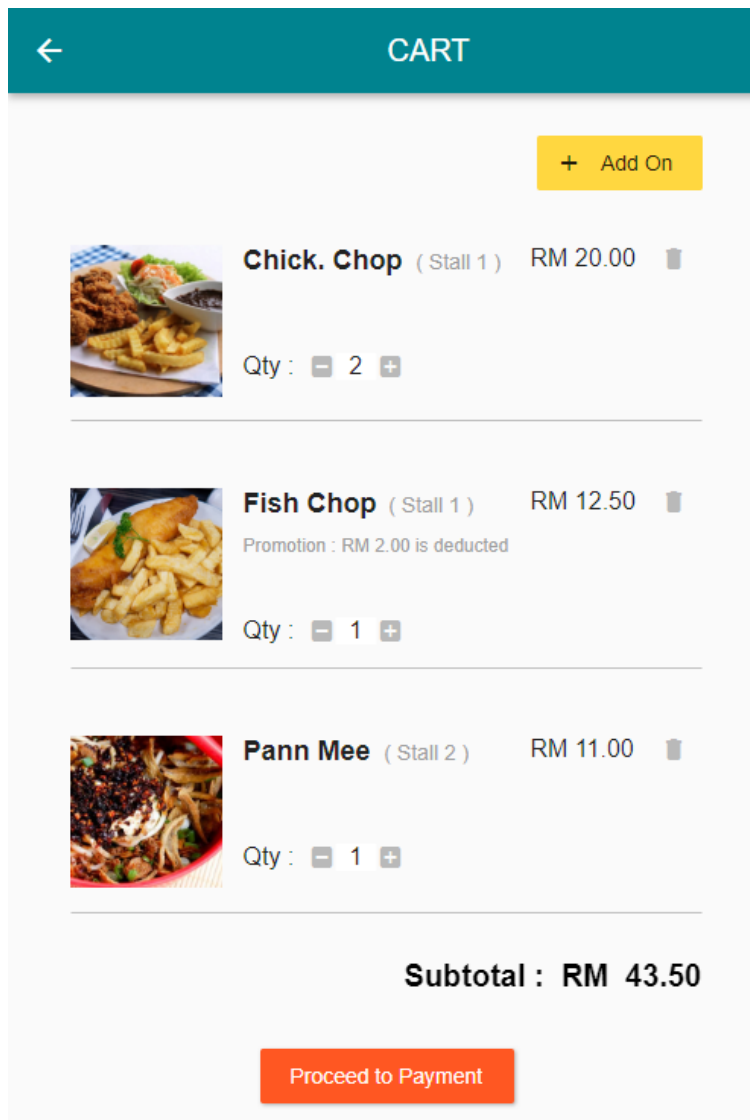 CART
+ Add On
Chick. Chop ( Stall 1 ) RM 20.00
Qty : 2
Fish Chop ( Stall 1 ) RM 12.50
Promotion : RM 2.00 is deducted
Qty : 1
Pann Mee ( Stall 2 ) RM 11.00
Qty : 1
Subtotal : RM 43.50
Proceed to Payment